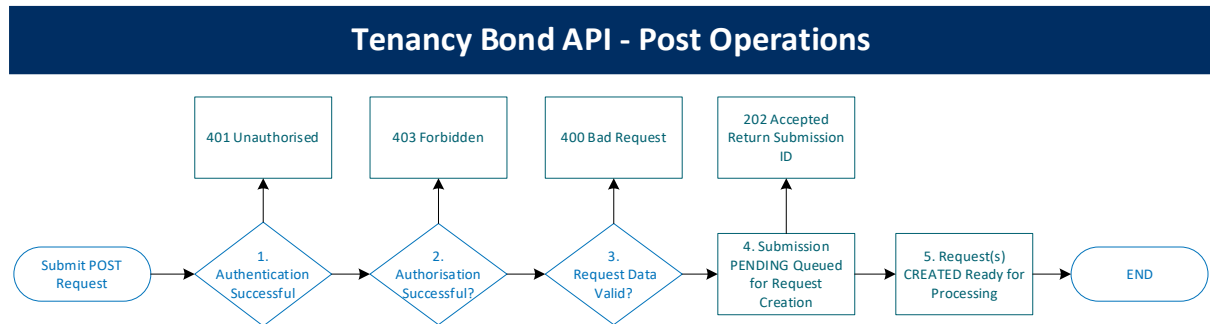 Tenancy Bond API - Post Operations
401 Unauthorised
403 Forbidden
400 Bad Request
202 Accepted
Return Submission
ID
Submit POST
Request
1.
Authentication
Successful
2.
Authorisation
Successful?
3.
Request Data
Valid?
4. Submission
PENDING Queued
for Request
Creation
5. Request(s)
CREATED Ready for
Processing
END